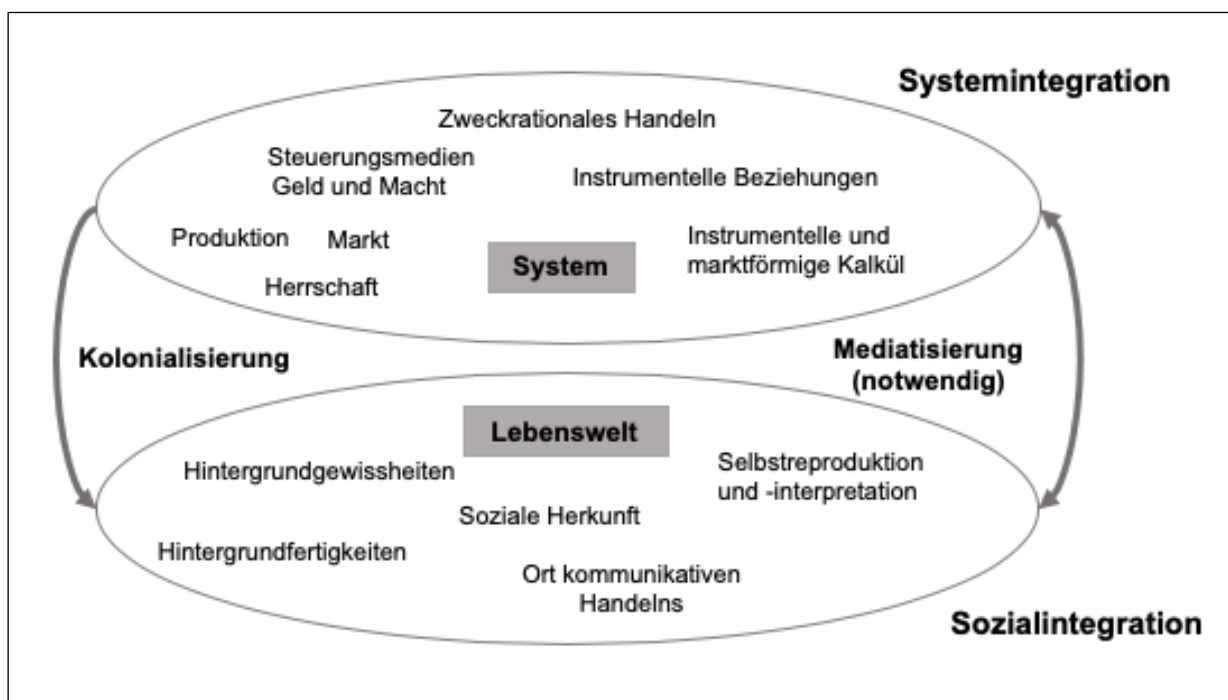 Systemintegration
Zweckrationales Handeln
Steuerungsmedien
Geld und Macht
Instrumentelle Beziehungen
Produktion
Markt
Instrumentelle und
marktförmige Kalkül
System
Herrschaft
Kolonialisierung
Mediatisierung
(notwendig)
Lebenswelt
Hintergrundgewissheiten
Selbstreproduktion
und -interpretation
Soziale Herkunft
Hintergrundfertigkeiten
Ort kommunikativen
Handelns
Sozialintegration